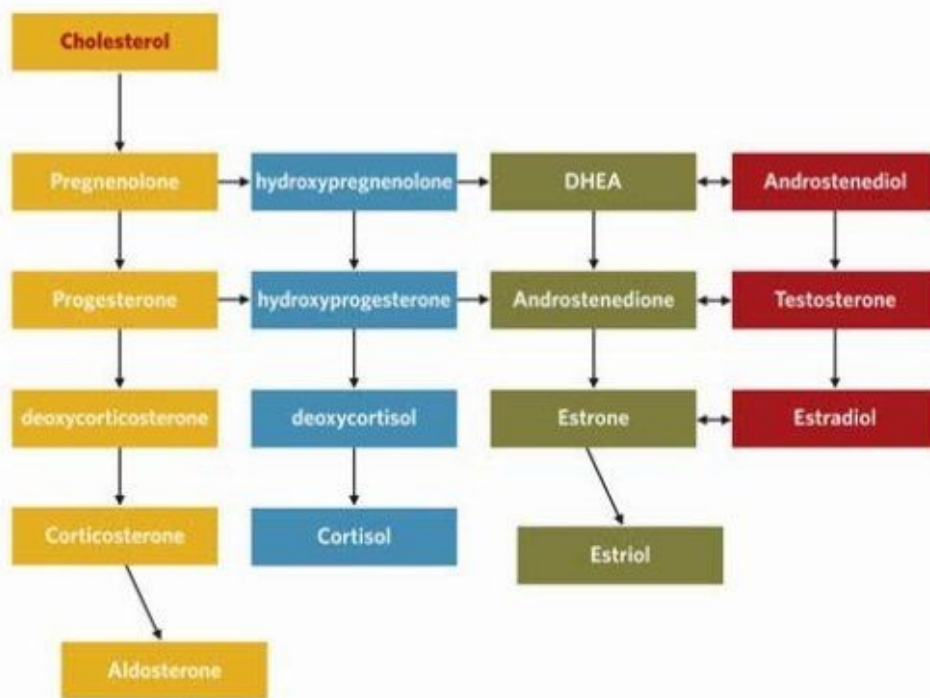 Cholesterol
Pregnenolone
hydroxypregnenolone
DHEA
Androstenediol
Progesterone
hydroxyprogesterone
Androstenedione
Testosterone
deoxycorticosterone
deoxycortisol
Estrone
Estradiol
Corticosterone
Cortisol
Estriol
Aldosterone